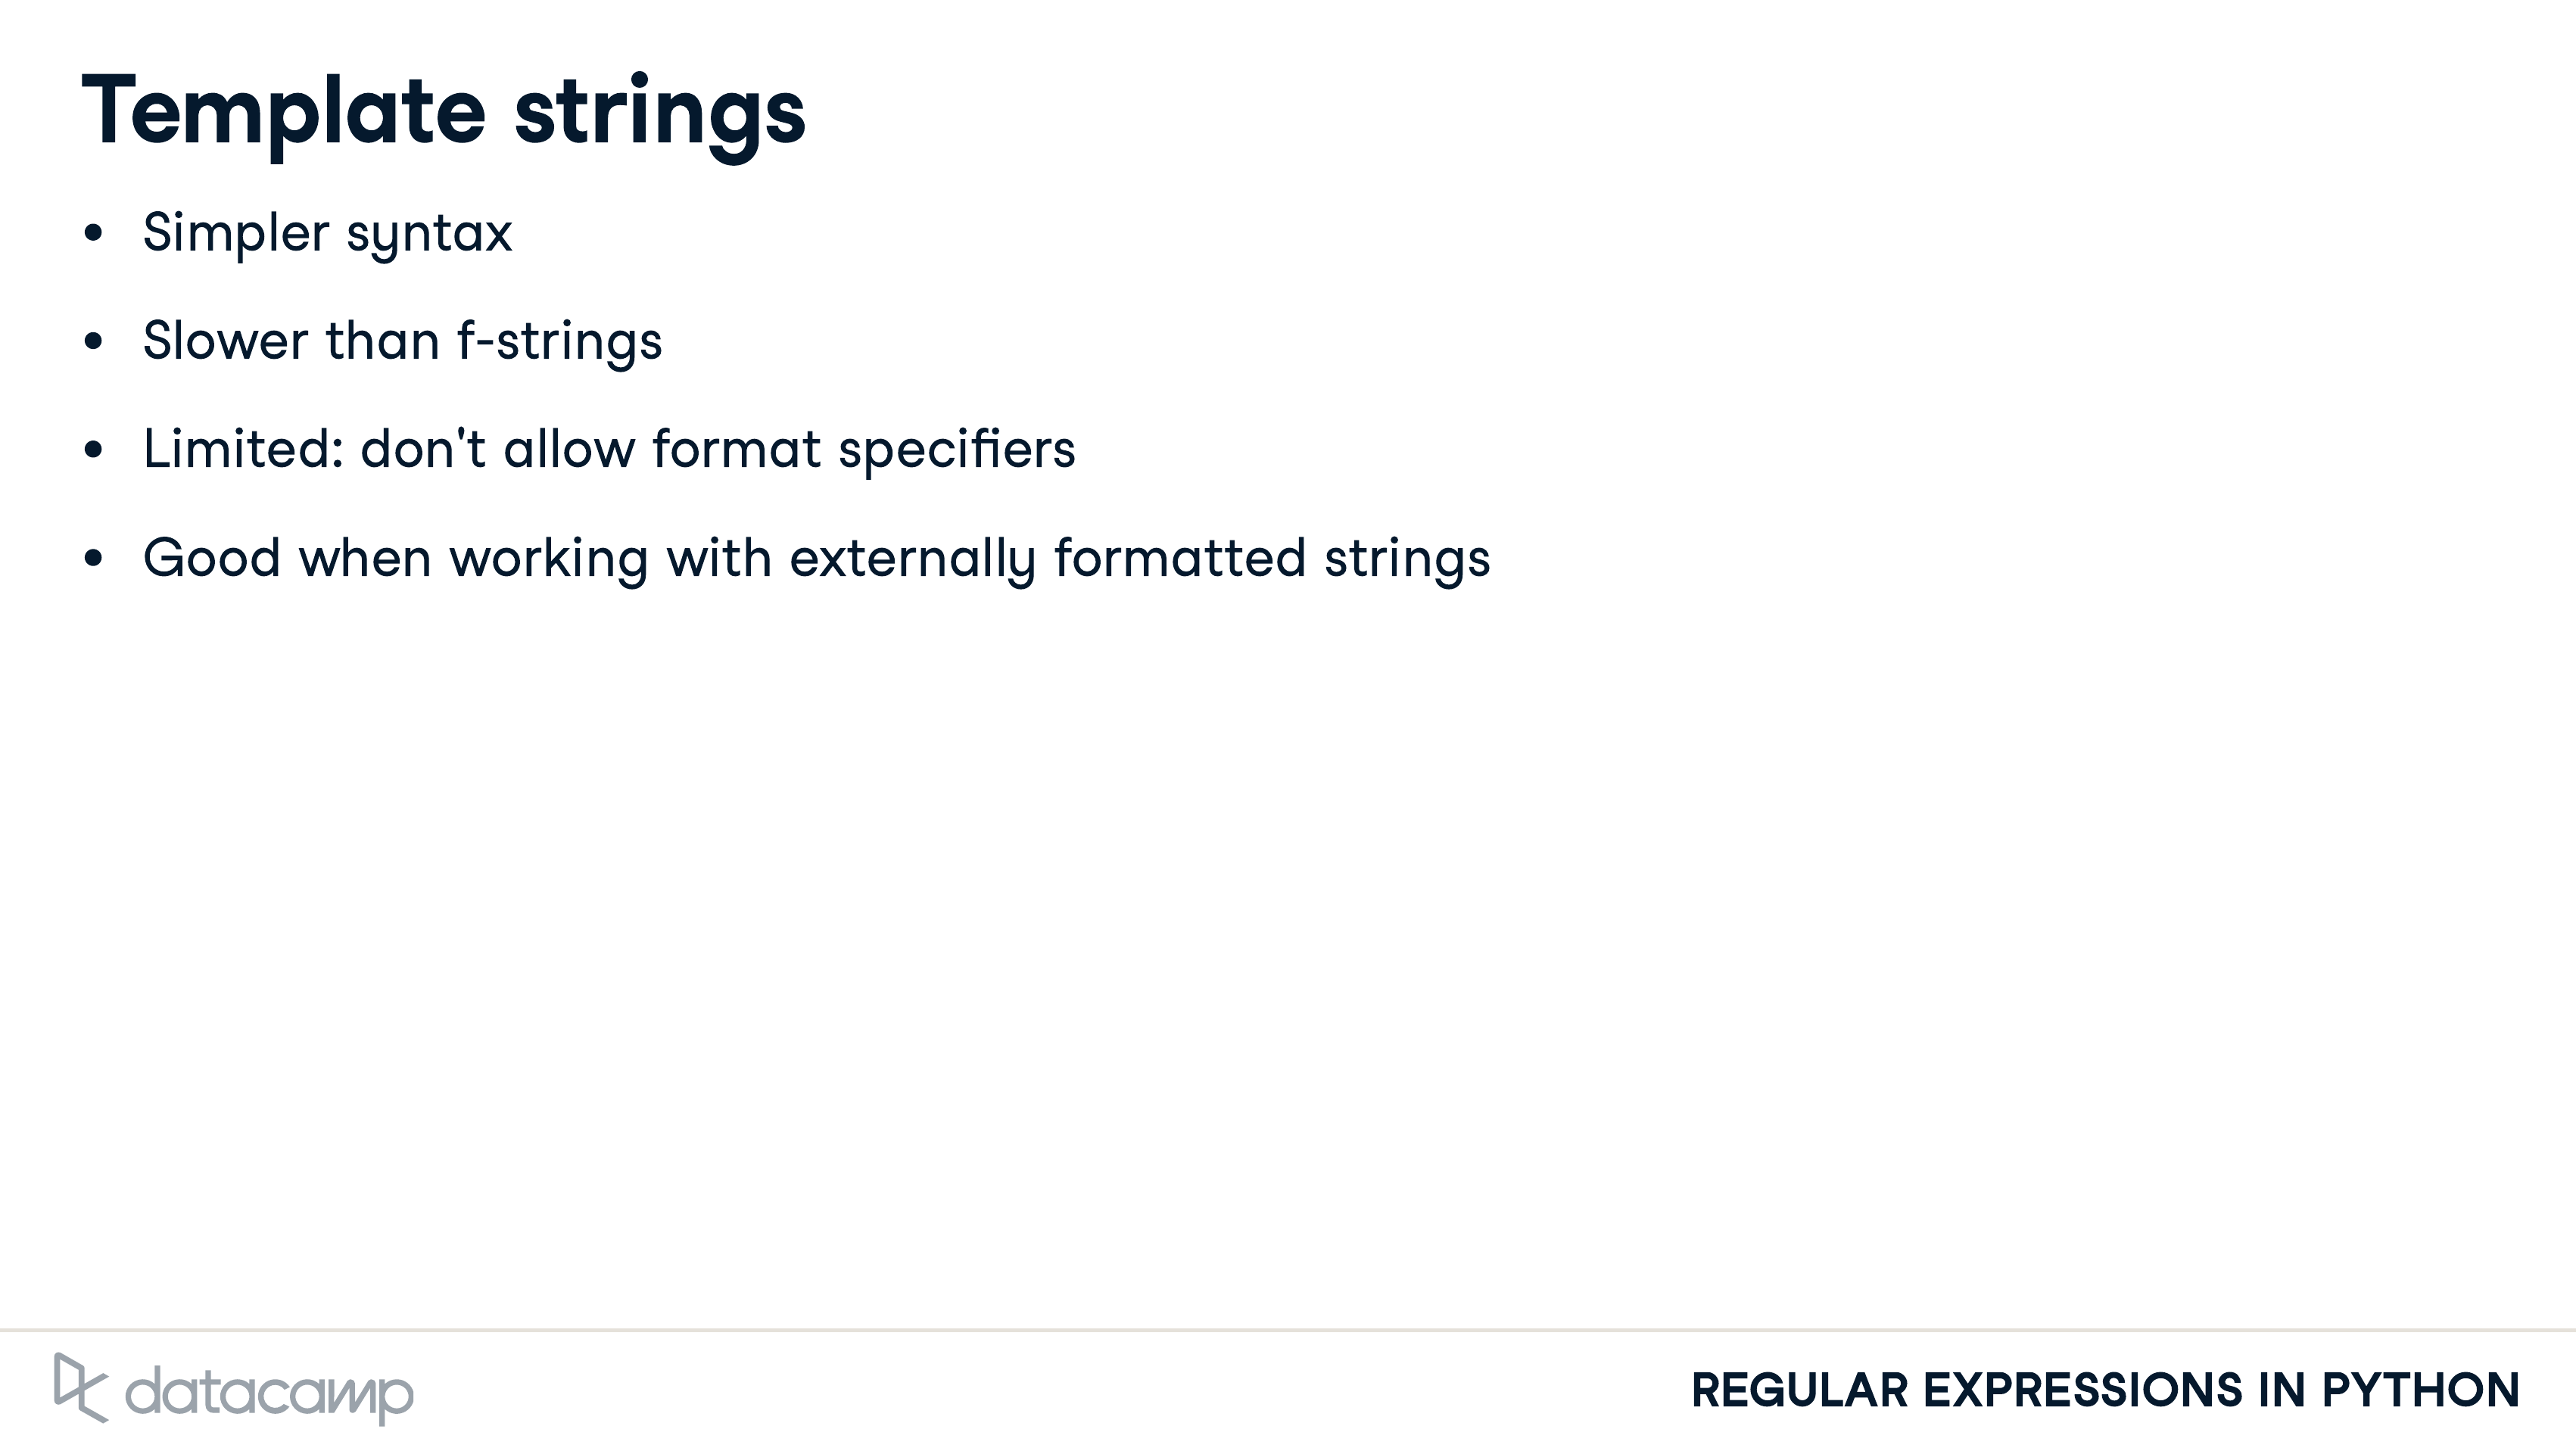 Template strings
• Simpler syntax
• Slower than f-strings
• Limited: don't allow format specifiers
• Good when working with externally formatted strings
datacamp
REGULAR EXPRESSIONS IN PYTHON